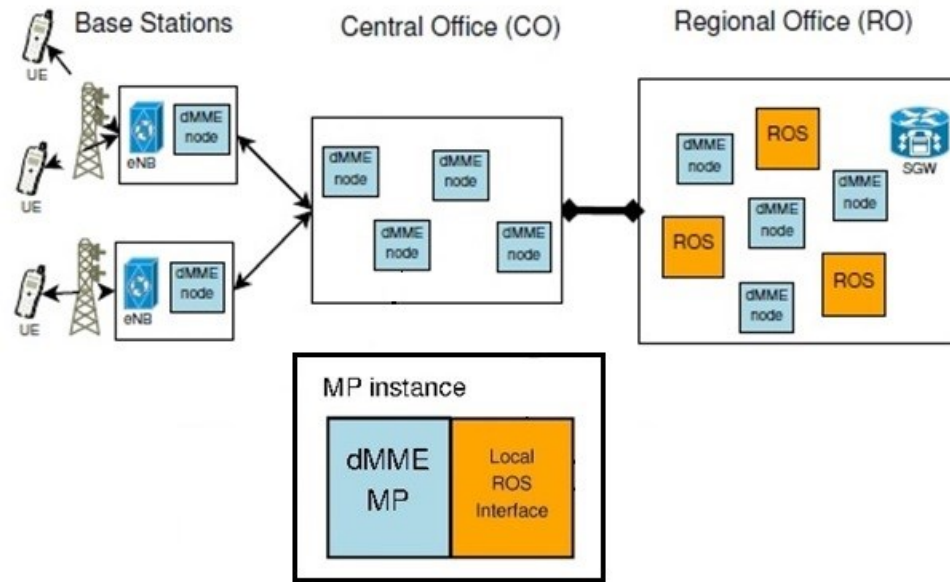 Base Stations
Central Office (CO)
Regional Office (RO)
UE
eNB
dMME
node
UE
UE
eNB
dMME
node
dMME
node
dMME
node
dMME
node
dMME
node
dMME
node
ROS
SGW
dMME
node
dMME
node
ROS
ROS
dMME
node
MP instance
dMME
MP
Local
ROS
Interface